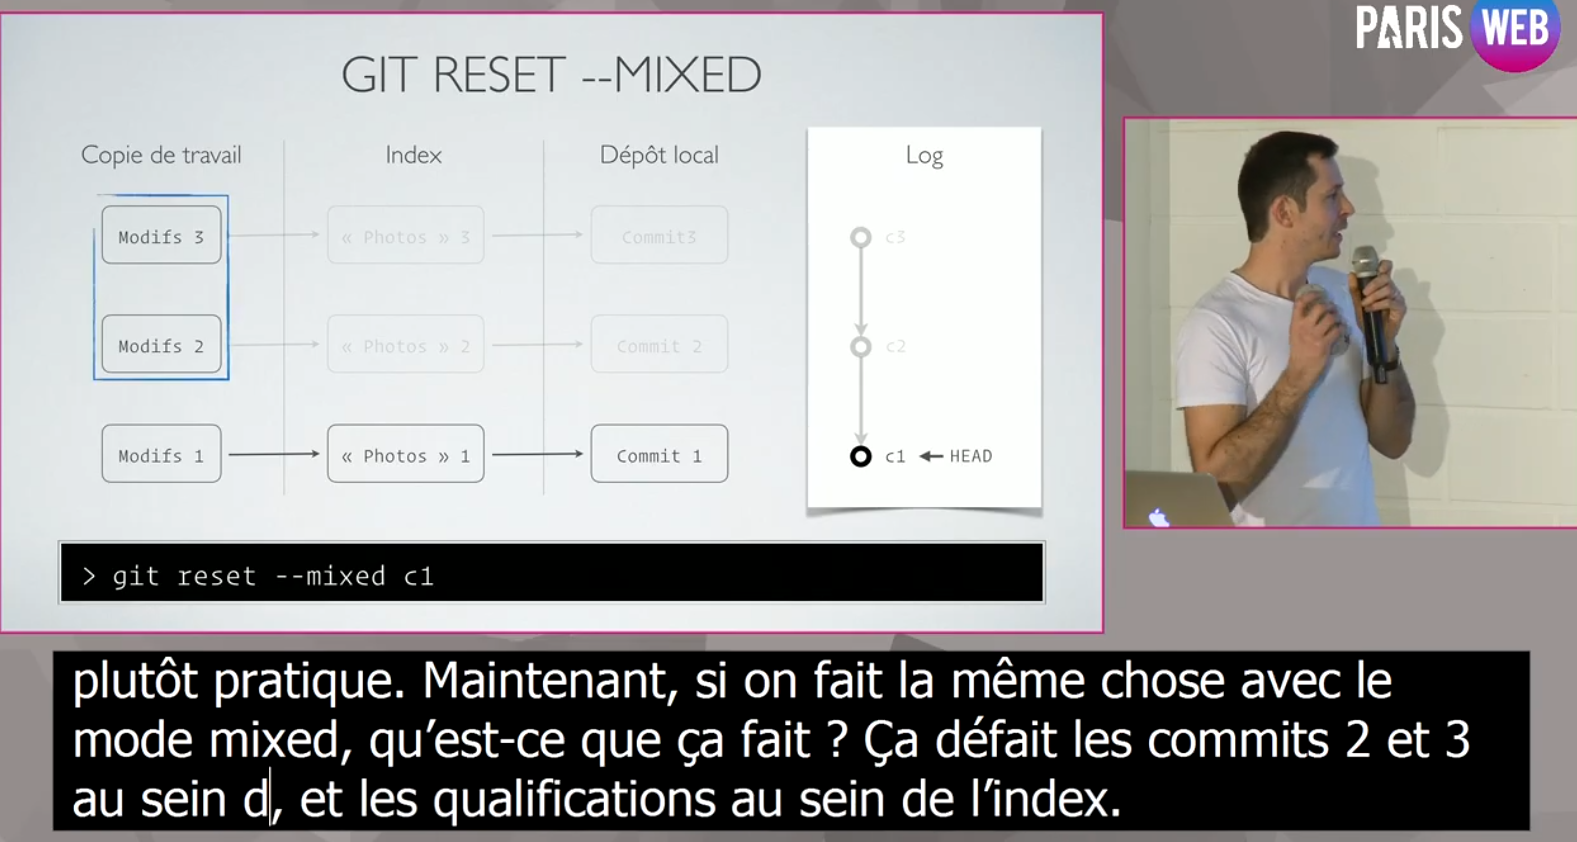 PARIS WEB
GIT RESET --MIXED
Copie de travail
Index
Dépôt local
Log
Modifs 3
« Photos » 3
Commit3
c3
Modifs 2
« Photos » 2
Commit 2
c2
Modifs 1
« Photos » 1
Commit 1
c1
HEAD
> git reset --mixed c1
plutôt pratique. Maintenant, si on fait la même chose avec le
mode mixed, qu’est-ce que ça fait ? Ça défait les commits 2 et 3
au sein d, et les qualifications au sein de l’index.